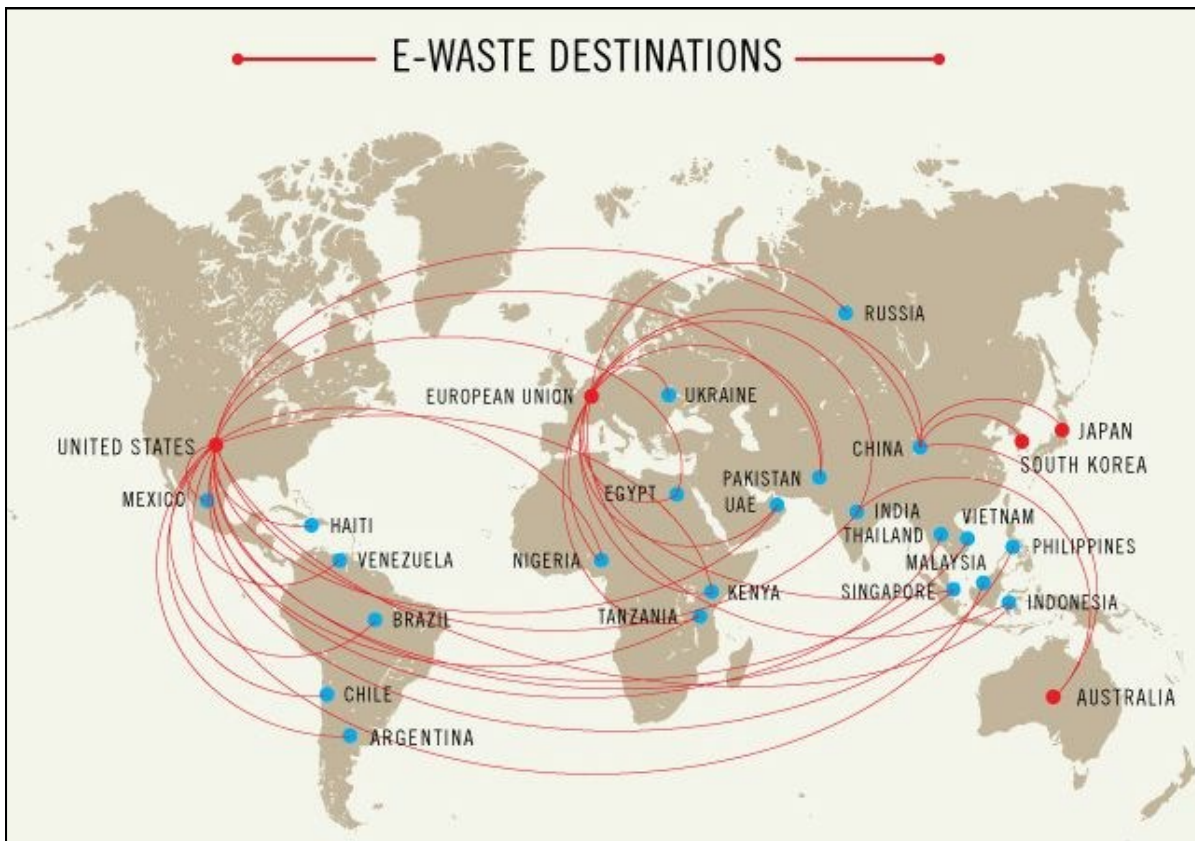 E-WASTE DESTINATIONS
RUSSIA
EUROPEAN UNION
UKRAINE
UNITED STATES
CHINA
JAPAN
SOUTH KOREA
MEXICO
EGYPT
PAKISTAN
UAE
INDIA
VIETNAM
THAILAND
HAITI
VENEZUELA
NIGERIA
MALAYSIA
PHILIPPINES
KENYA
SINGAPORE
INDONESIA
BRAZIL
TANZANIA
CHILE
AUSTRALIA
ARGENTINA